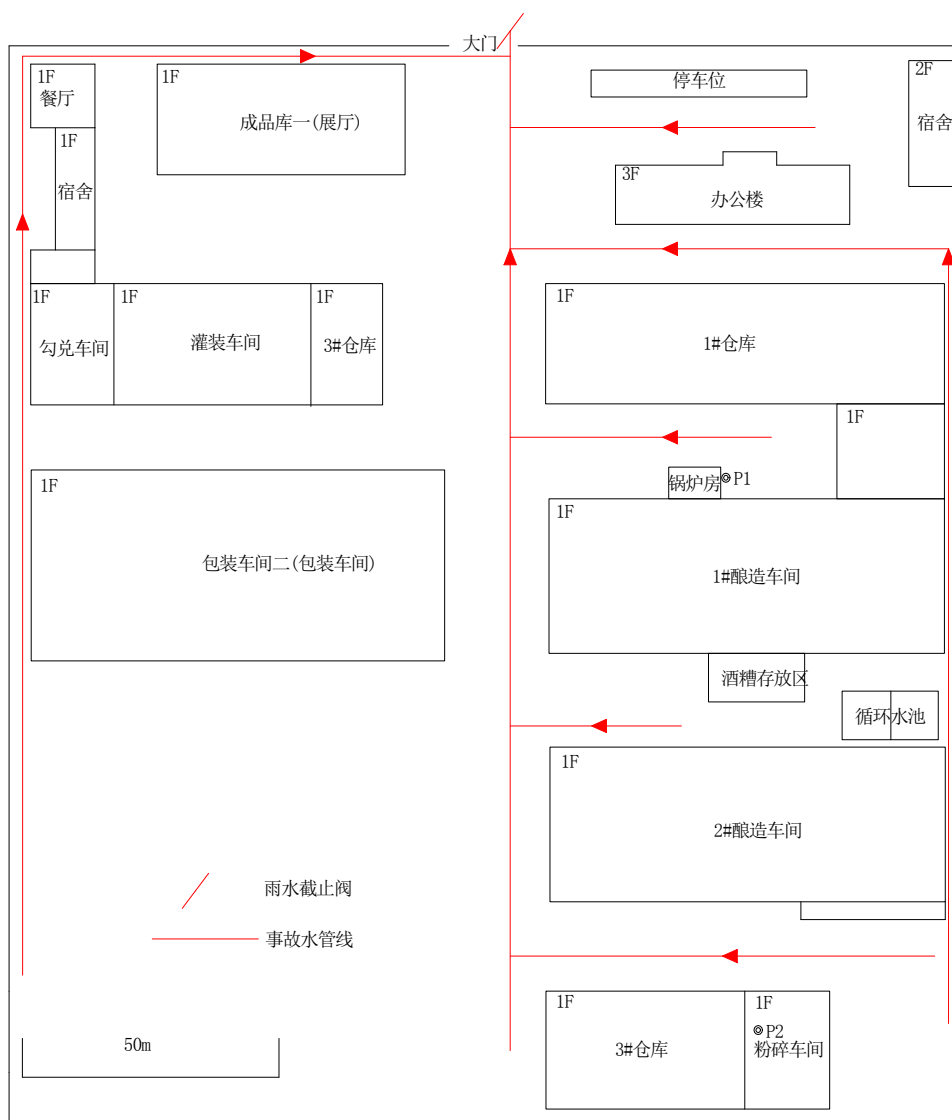 大门
1F
餐厅
1F
成品库一(展厅)
停车位
2F
宿舍
1F
宿舍
3F
办公楼
1F
勾兑车间
1F
灌装车间
1F
3#仓库
1F
1#仓库
1F
锅炉房
P1
1F
包装车间二(包装车间)
1F
1#酿造车间
酒糟存放区
循环水池
1F
2#酿造车间
雨水截止阀
事故水管线
1F
3#仓库
1F
P2
粉碎车间
50m